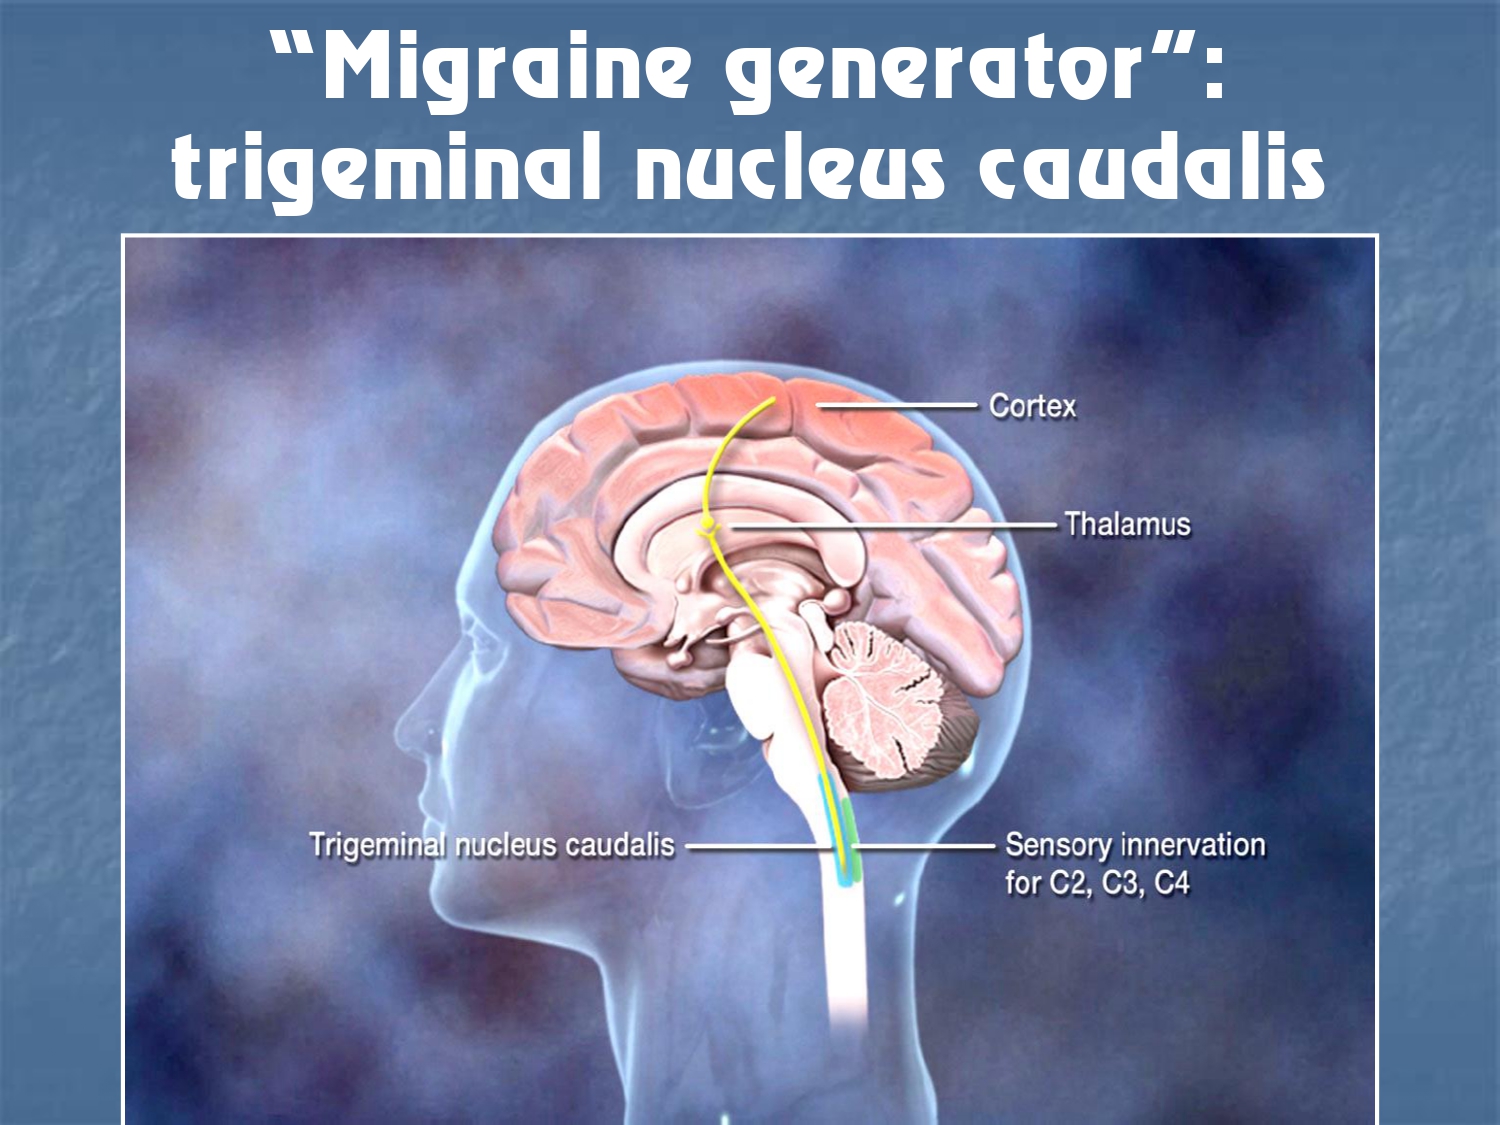 “Migraine generator”:
trigeminal nucleus caudalis
Cortex
Thalamus
Trigeminal nucleus caudalis
Sensory innervation
for C2, C3, C4